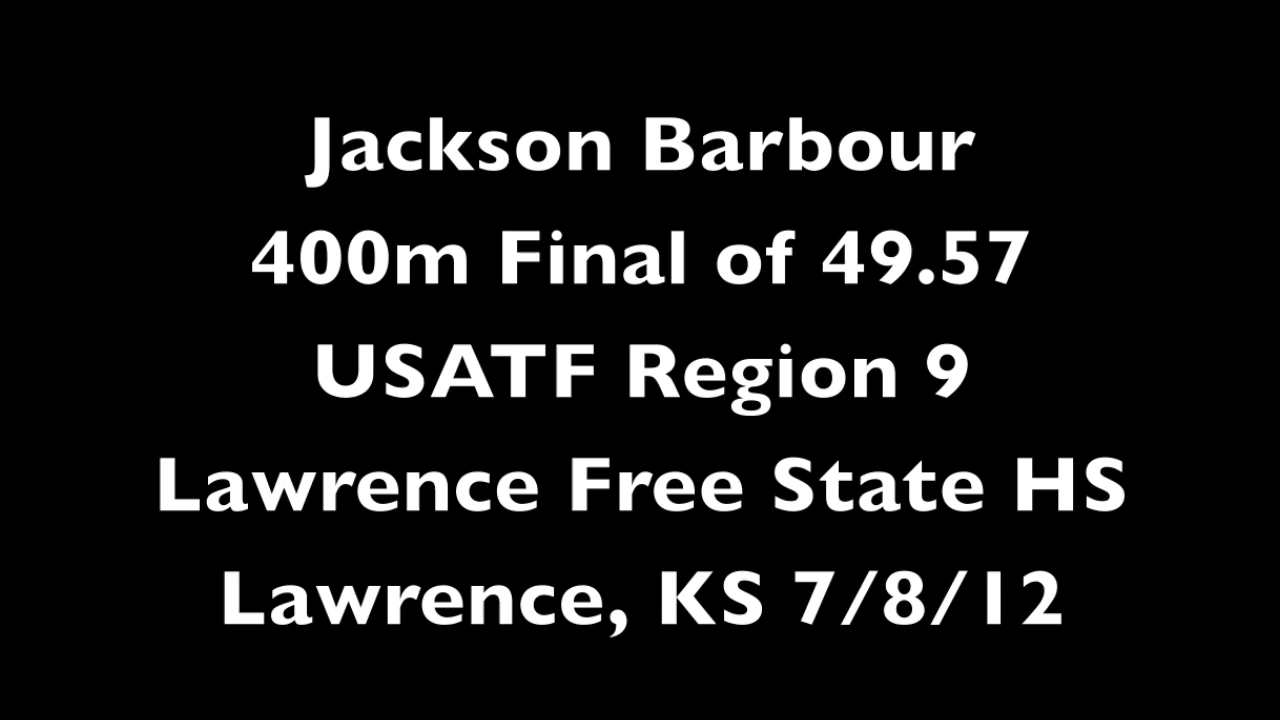 Jackson Barbour
400m Final of 49.57
USATF Region 9
Lawrence Free State HS
Lawrence, KS 7/8/12